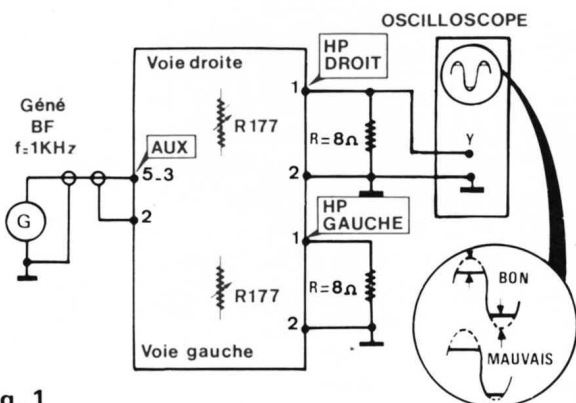 OSCILLOSCOPE
HP
DROIT
Voie droite
1
Géné
BF
f=1KHz
R177
R=8Ω
Y
AUX
5-3
2
2
HP
GAUCHE
1
G
BON
R177
R=8Ω
2
MAUVAIS
Voie gauche
g. 1